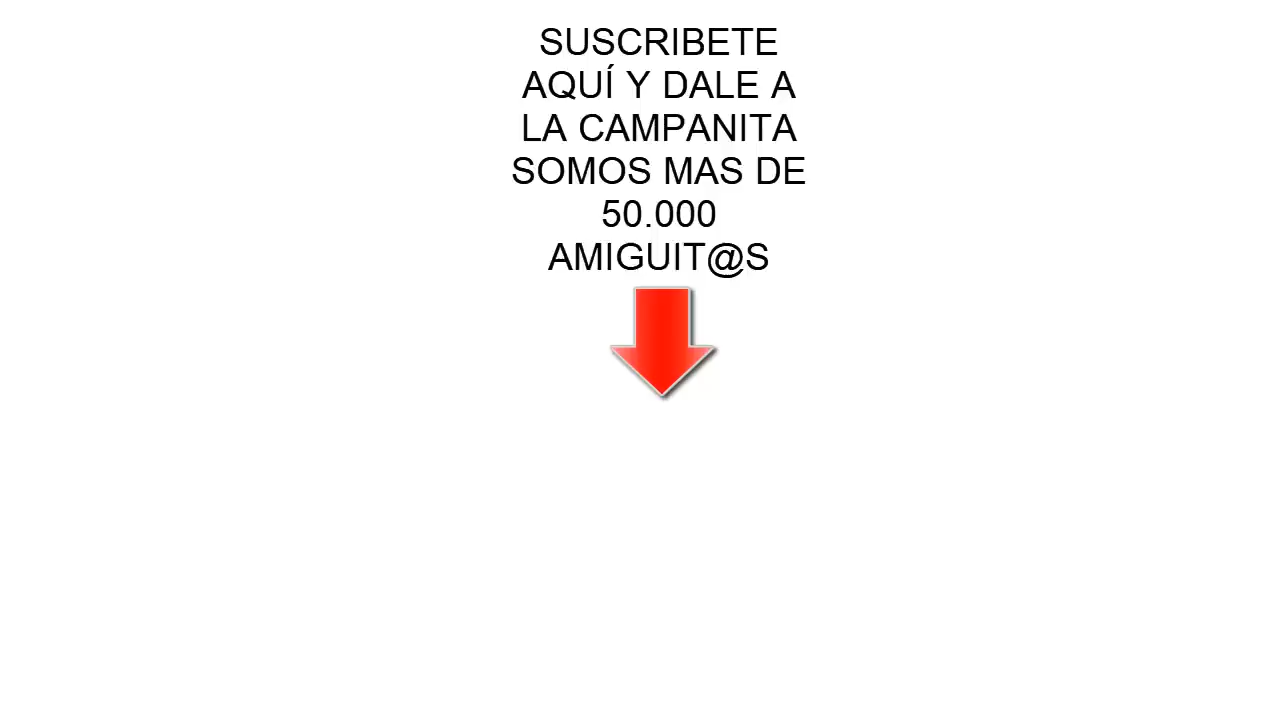 SUSCRIBETE
AQUÍ Y DALE A
LA CAMPANITA
SOMOS MAS DE
50.000
AMIGUIT@S